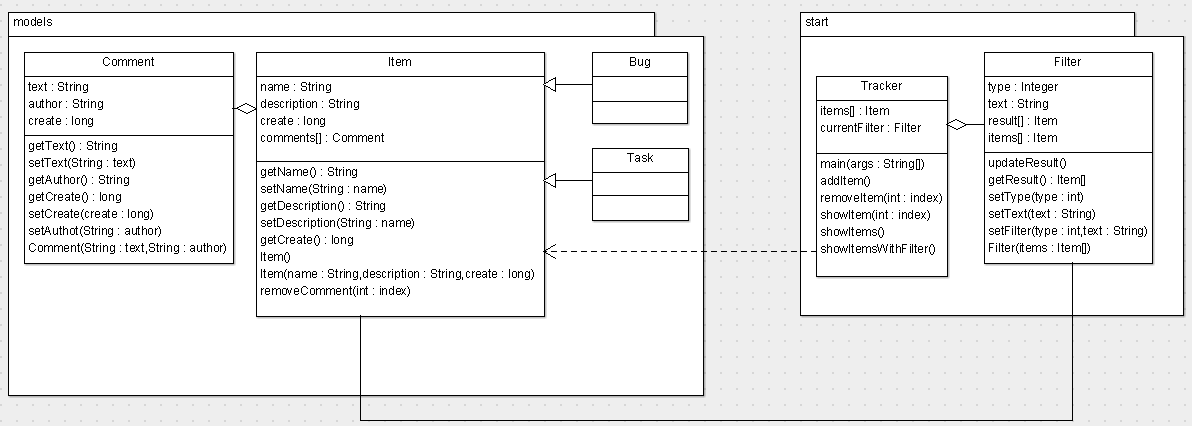 models
Comment
text : String
author : String
create : long
getText() : String
setText(String : text)
getAuthor() : String
getCreate() : long
setCreate(create : long)
setAuthot(String : author)
Comment(String : text,String : author)
Item
name : String
description : String
create : long
comments[] : Comment
getName() : String
setName(String : name)
getDescription() : String
setDescription(String : name)
getCreate() : long
Item()
Item(name : String,description : String,create : long)
removeComment(int : index)
Bug
Task
start
Tracker
items[] : Item
currentFilter : Filter
main(args : String[])
addItem()
removeItem(int : index)
showItem(int : index)
showItems()
showItemsWithFilter()
Filter
type : Integer
text : String
result[] : Item
items[] : Item
updateResult()
getResult() : Item[]
setType(type : int)
setText(text : String)
setFilter(type : int,text : String)
Filter(items : Item[])